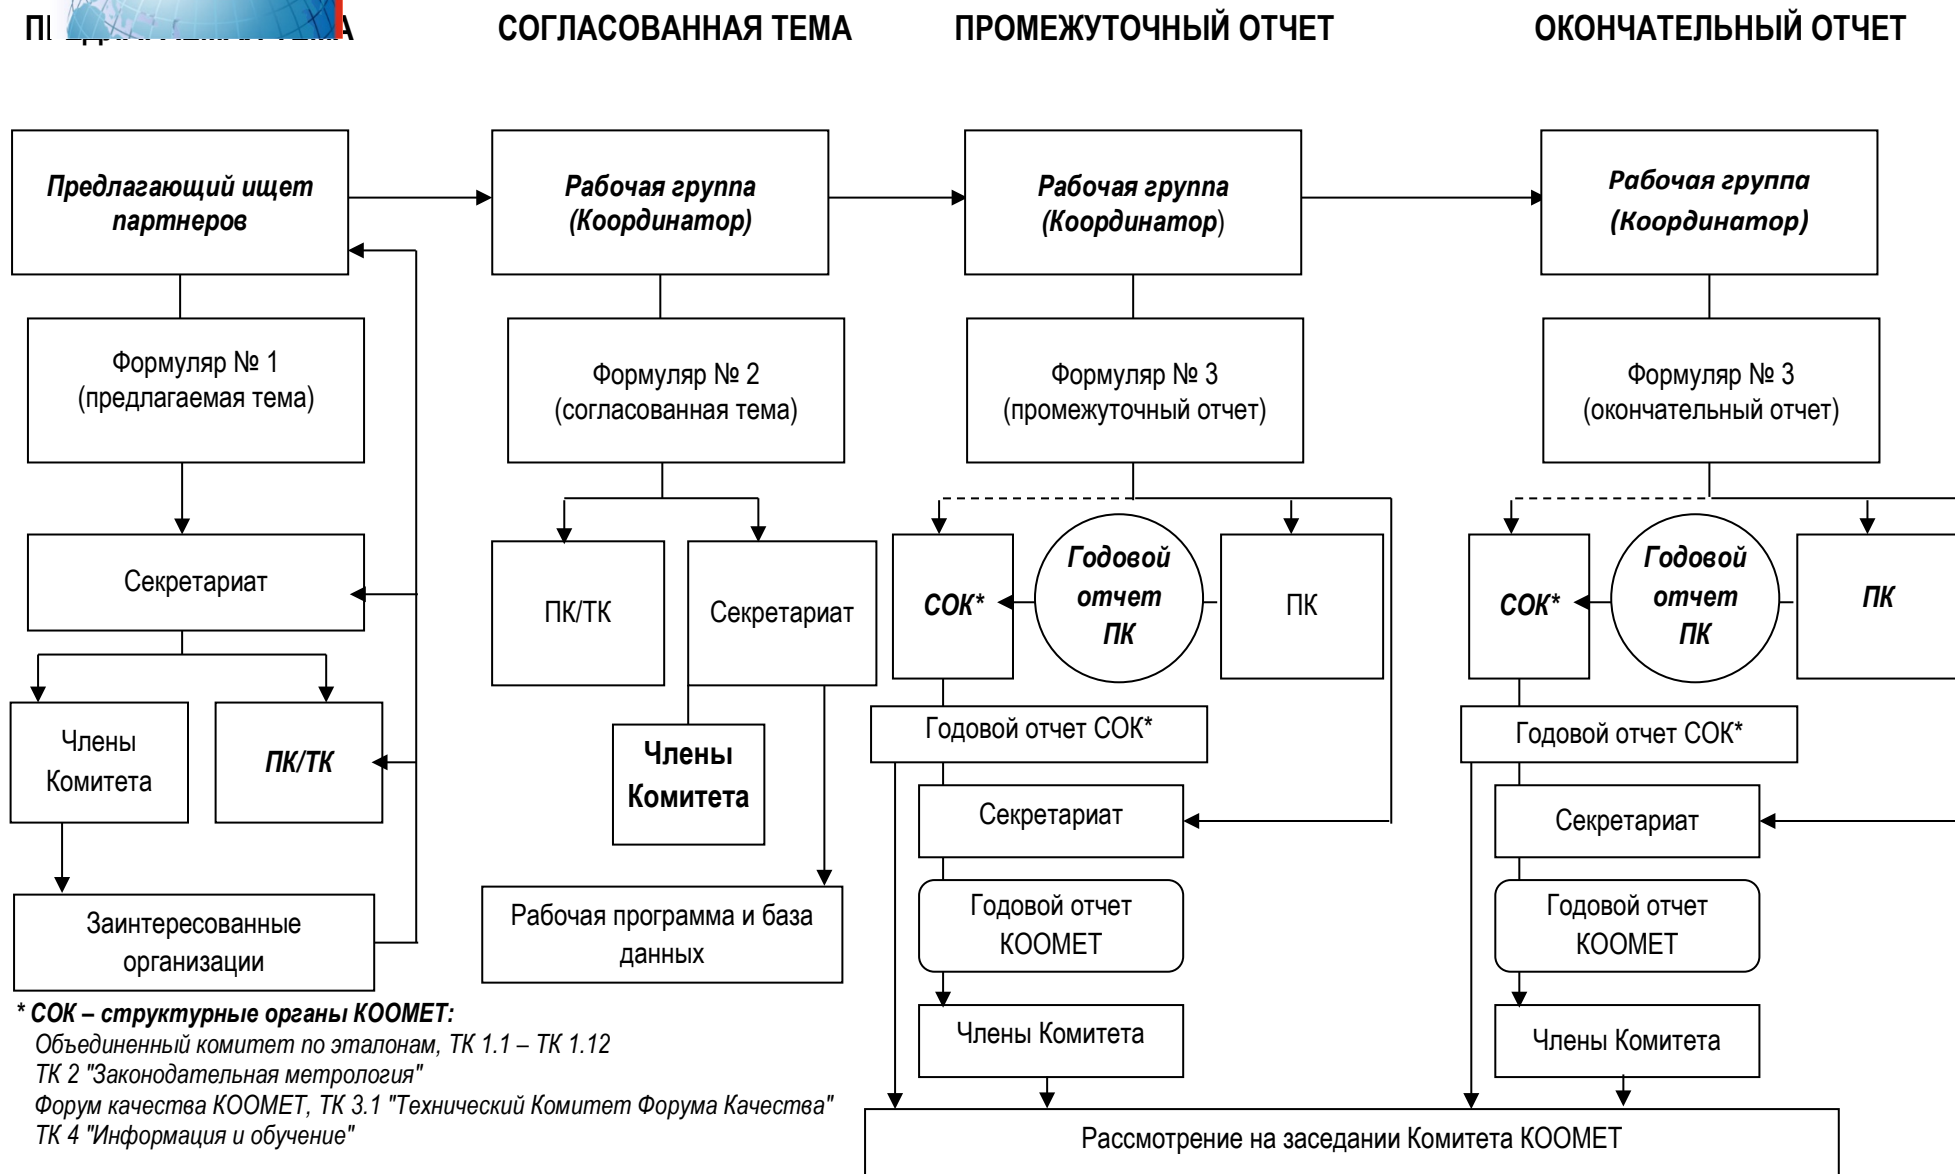 ТЕМА
СОГЛАСОВАННАЯ ТЕМА
ПРОМЕЖУТОЧНЫЙ ОТЧЕТ
ОКОНЧАТЕЛЬНЫЙ ОТЧЕТ
Предлагающий ищет
партнеров
Формуляр № 1
(предлагаемая тема)
Секретариат
Члены
Комитета
ПК/ТК
Заинтересованные
организации
Рабочая группа
(Координатор)
Формуляр № 2
(согласованная тема)
ПК/ТК
Секретариат
Члены
Комитета
Рабочая программа и база
данных
Рабочая группа
(Координатор)
Формуляр № 3
(промежуточный отчет)
СОК*
Годовой
отчет
ПК
ПК
Годовой отчет СОК*
Секретариат
Годовой отчет
КООМЕТ
Члены Комитета
Рабочая группа
(Координатор)
Формуляр № 3
(окончательный отчет)
СОК*
Годовой
отчет
ПК
ПК
Годовой отчет СОК*
Секретариат
Годовой отчет
КООМЕТ
Члены Комитета
Рассмотрение на заседании Комитета КООМЕТ
* СОК – структурные органы КООМЕТ:
Объединенный комитет по эталонам, ТК 1.1 – ТК 1.12
ТК 2 "Законодательная метрология"
Форум качества КООМЕТ, ТК 3.1 "Технический Комитет Форума Качества"
ТК 4 "Информация и обучение"